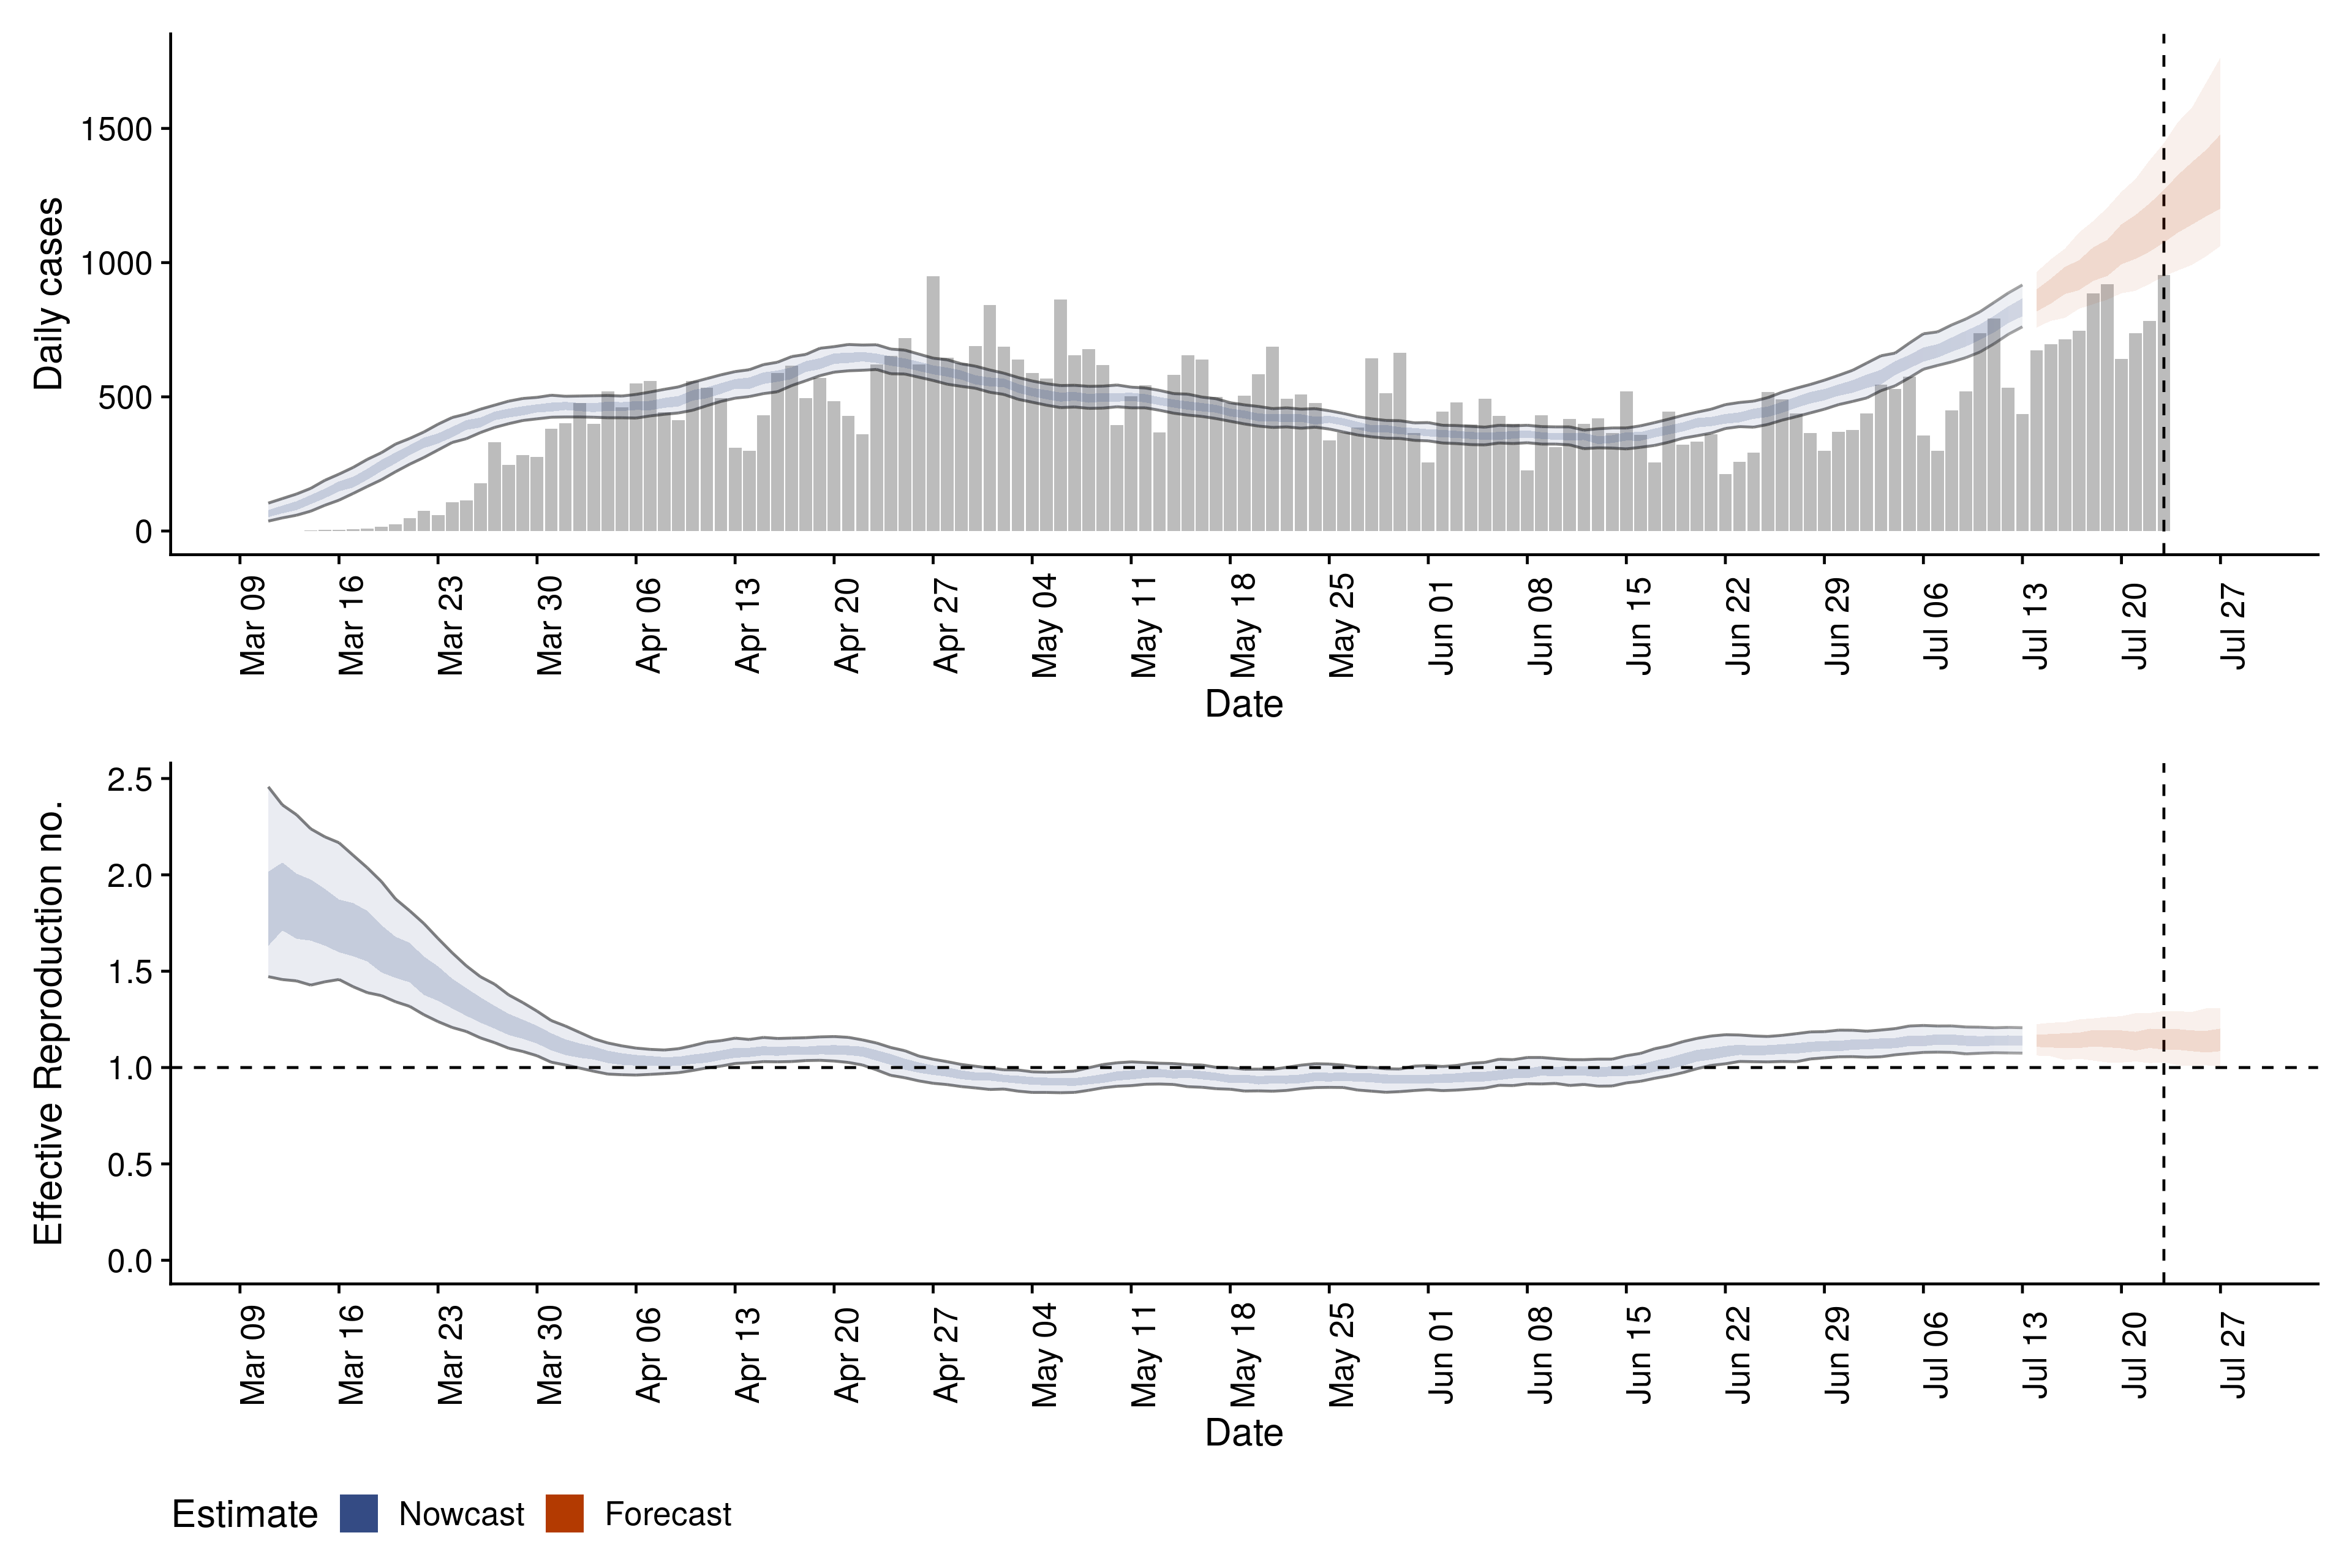 Daily cases
1500
1000
500
0
Mar 09 Mar 16 Mar 23 Mar 30 Apr 06 Apr 13 Apr 20 Apr 27 May 04 May 11 May 18 May 25 Jun 01 Jun 08 Jun 15 Jun 22 Jun 29 Jul 06 Jul 13 Jul 20 Jul 27
Date
Effective Reproduction no.
2.5
2.0
1.5
1.0
0.5
0.0
Mar 09 Mar 16 Mar 23 Mar 30 Apr 06 Apr 13 Apr 20 Apr 27 May 04 May 11 May 18 May 25 Jun 01 Jun 08 Jun 15 Jun 22 Jun 29 Jul 06 Jul 13 Jul 20 Jul 27
Date
Estimate Nowcast Forecast